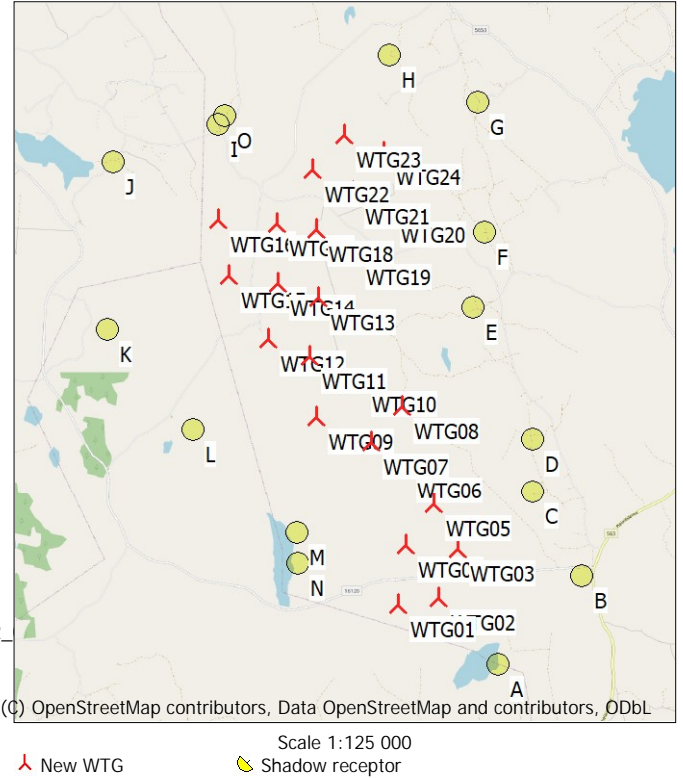 H
G
WTG23
WTG24
O
I
J
WTG22
WTG21
WTG20
F
WTG18
WTG19
E
WTG13
K
WTG12
WTG11
WTG10
WTG08
D
WTG09
L
WTG07
WTG06
C
WTG05
M
WTG03
N
B
WTG02
WTG01
A
(C) OpenStreetMap contributors, Data OpenStreetMap and contributors, ODbL
Scale 1:125 000
New WTG
Shadow receptor